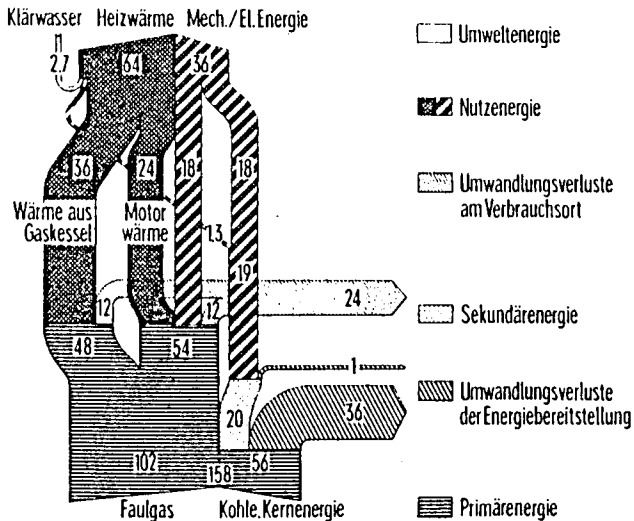 Klärwasser Heizwärme Mech./El. Energie
2.7
64
36
36
24
18
18
Wärme aus
Gaskessel
Motor
wärme
1.3
19
12
12
24
48
54
1
20
36
102
56
158
Faulgas
Kohle, Kernenergie
Umweltenergie
Nutzenergie
Umwandlungsverluste
am Verbrauchsort
Sekundärenergie
Umwandlungsverluste
der Energiebereitstellung
Primärenergie